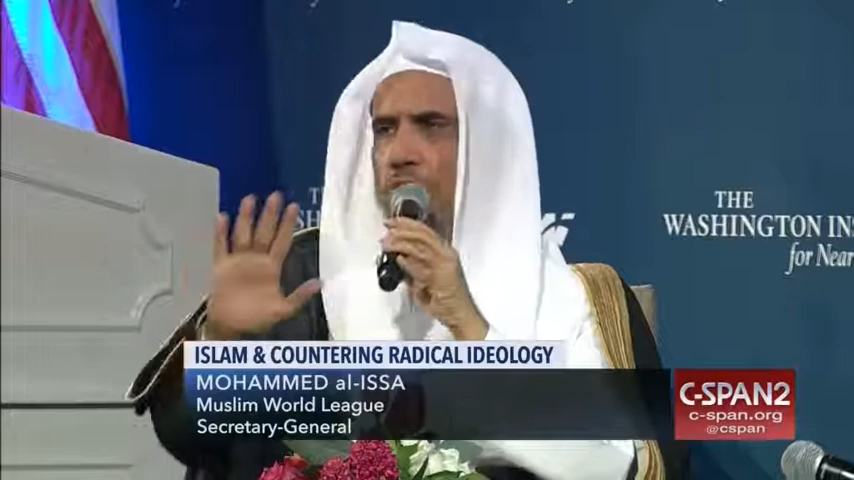 THE
WASHINGTON INS
for Near
ISLAM & COUNTERING RADICAL IDEOLOGY
MOHAMMED al-ISSA
Muslim World League
Secretary-General
C-SPAN2
c-span.org
@cspan